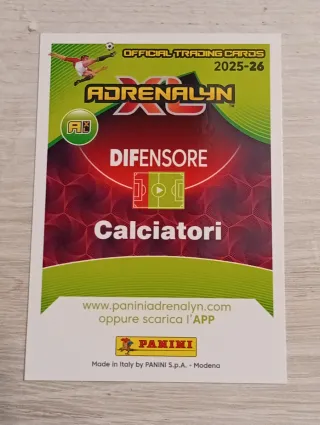 OFFICIAL TRADING CARDS
2025-26
ADRENALYN
XL
DIFENSORE
Calciatori
www.paniniadrenalyn.com
oppure scarica l'APP
PANINI
Made in Italy by PANINI S.p.A. - Modena